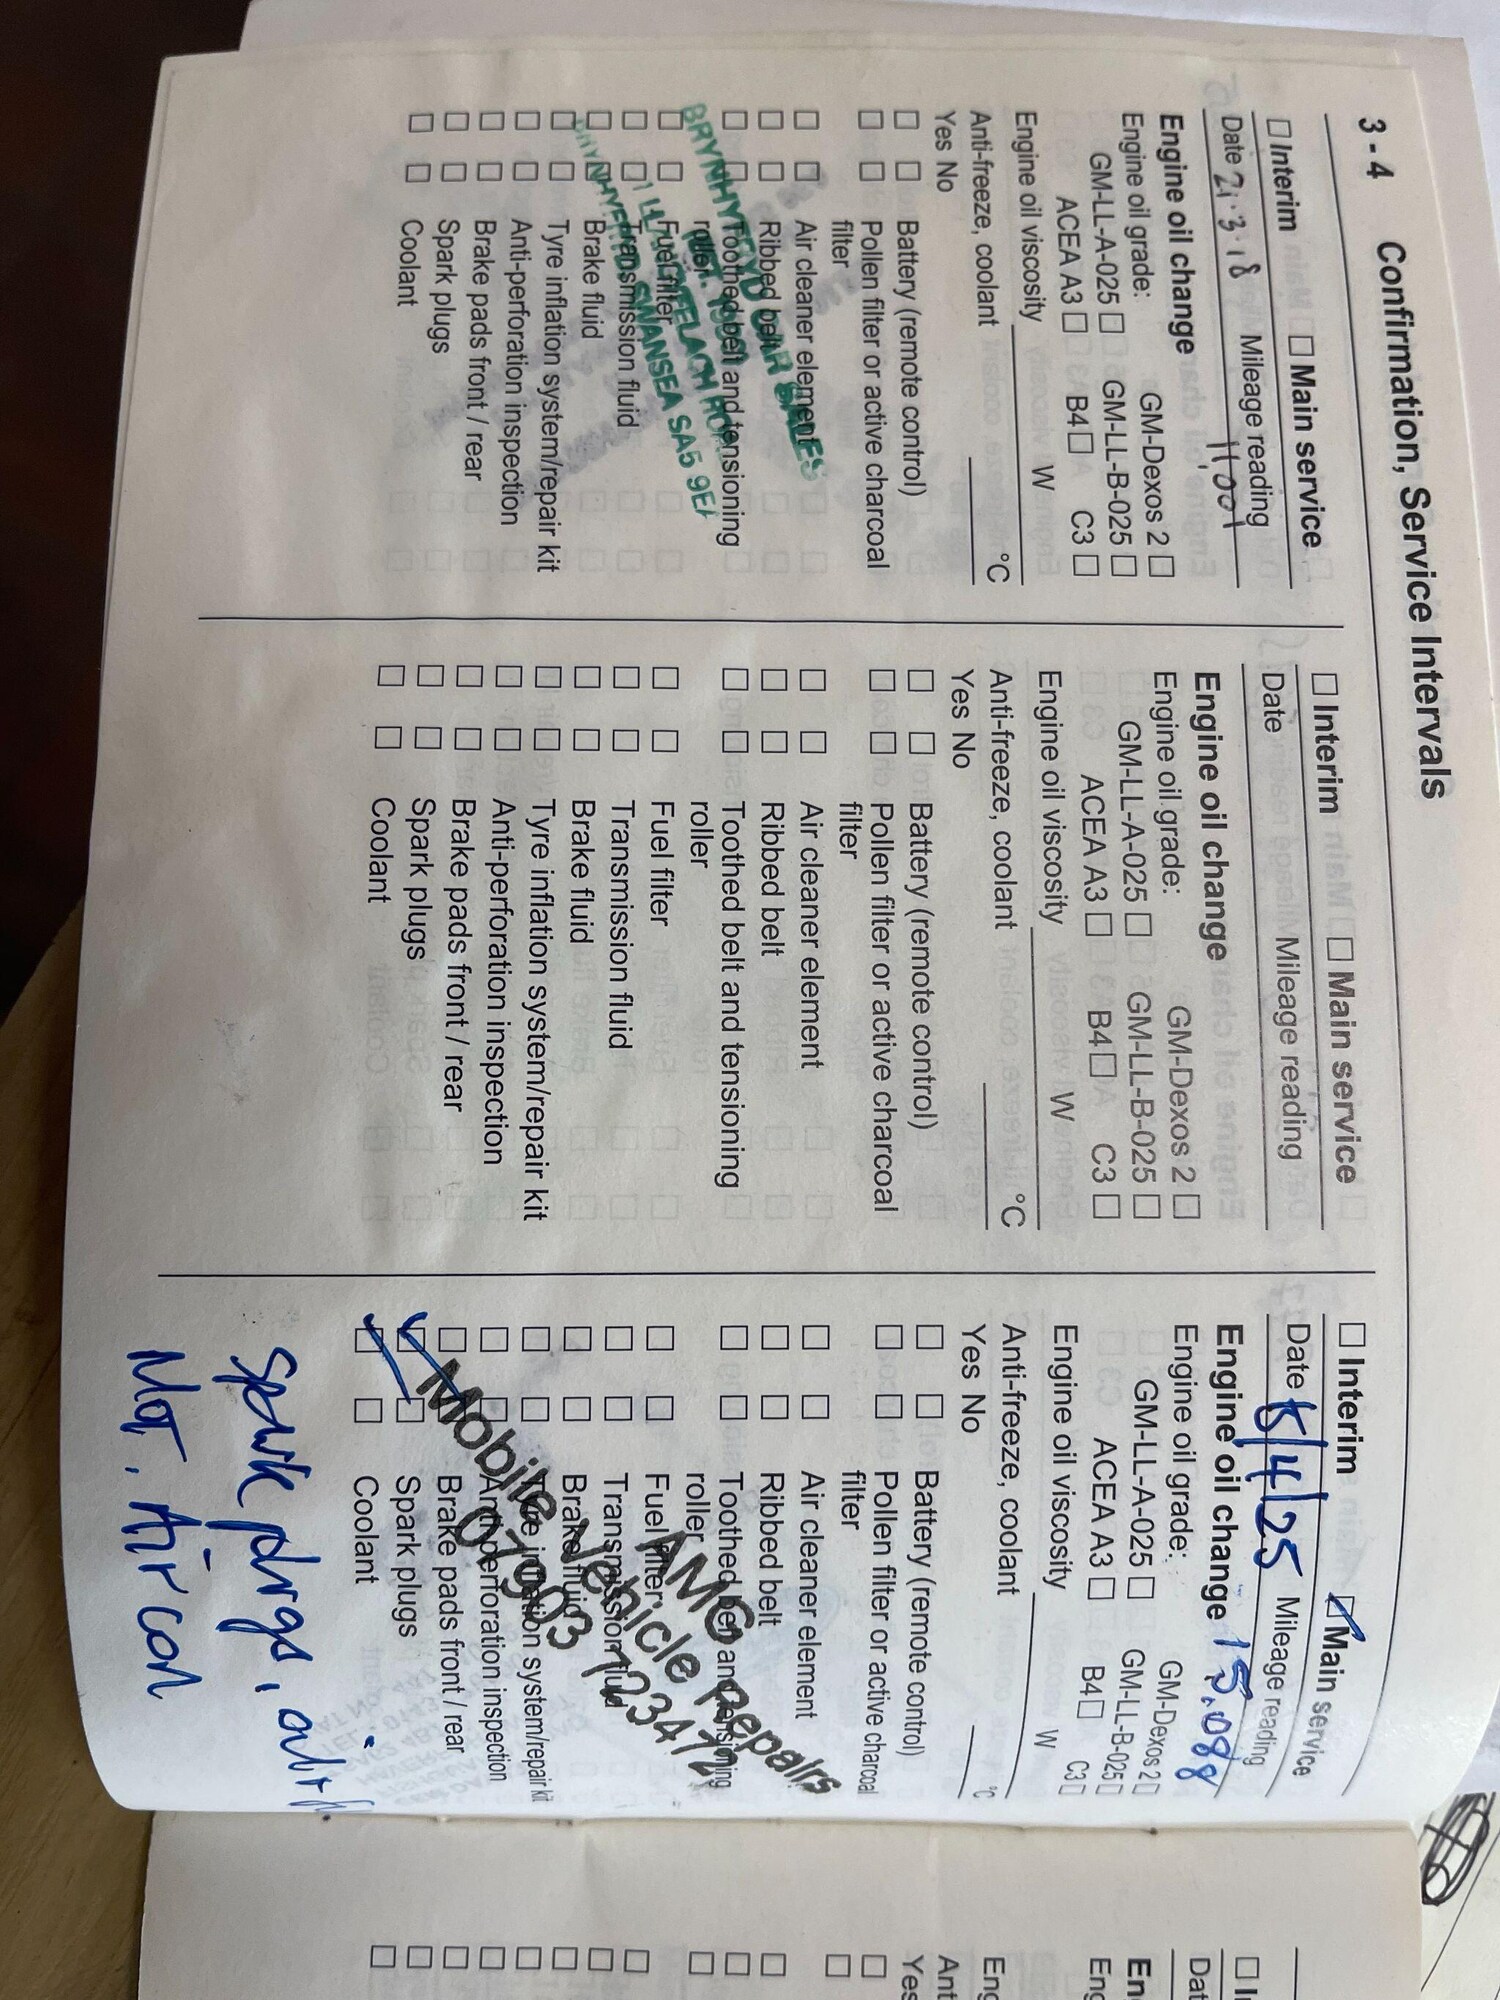 3 - 4 Confirmation, Service Intervals
☐ Interim ☐ Main service
Date 2.3.18 Mileage reading
11,001
Engine oil change
Engine oil grade: GM-Dexos 2 ☐
GM-LL-A-025 ☐ GM-LL-B-025 ☐
ACEA A3 ☐ B4 ☐ C3 ☐
Engine oil viscosity W
Anti-freeze, coolant °C
Yes No
☐ ☐ Battery (remote control)
☐ ☐ Pollen filter or active charcoal
filter
☐ ☐ Air cleaner element
☐ ☐ Ribbed belt
☐ ☐ Toothed belt and tensioning
roller
☐ ☐ Fuel filter
☐ ☐ Transmission fluid
☐ ☐ Brake fluid
☐ ☐ Tyre inflation system/repair kit
☐ ☐ Anti-perforation inspection
☐ ☐ Brake pads front / rear
☐ ☐ Spark plugs
☐ ☐ Coolant
BRYNHYFRYD CAR SALES
SWANSEA SA5
☐ Interim ☐ Main service
Date Mileage reading
Engine oil change
Engine oil grade: GM-Dexos 2 ☐
GM-LL-A-025 ☐ GM-LL-B-025 ☐
ACEA A3 ☐ B4 ☐ C3 ☐
Engine oil viscosity W
Anti-freeze, coolant °C
Yes No
☐ ☐ Battery (remote control)
☐ ☐ Pollen filter or active charcoal
filter
☐ ☐ Air cleaner element
☐ ☐ Ribbed belt
☐ ☐ Toothed belt and tensioning
roller
☐ ☐ Fuel filter
☐ ☐ Transmission fluid
☐ ☐ Brake fluid
☐ ☐ Tyre inflation system/repair kit
☐ ☐ Anti-perforation inspection
☐ ☐ Brake pads front / rear
☐ ☐ Spark plugs
☐ ☐ Coolant
☐ Interim ☑ Main service
Date /4/25 Mileage reading
15,088
Engine oil change
Engine oil grade: GM-Dexos 2 ☐
GM-LL-A-025 ☐ GM-LL-B-025 ☐
ACEA A3 ☐ B4 ☐ C3 ☐
Engine oil viscosity W
Anti-freeze, coolant °C
Yes No
☐ ☐ Battery (remote control)
☐ ☐ Pollen filter or active charcoal
filter
☐ ☐ Air cleaner element
☐ ☐ Ribbed belt
☐ ☐ Toothed belt and tensioning
roller
☐ ☐ Fuel filter
☐ ☐ Transmission fluid
☐ ☐ Brake fluid
☐ ☐ Tyre inflation system/repair kit
☐ ☐ Anti-perforation inspection
☐ ☐ Brake pads front / rear
☑ ☐ Spark plugs
☑ ☐ Coolant
AMG
Mobile Vehicle Repairs
07903
Spark plugs, oil + f
MOT, Air con